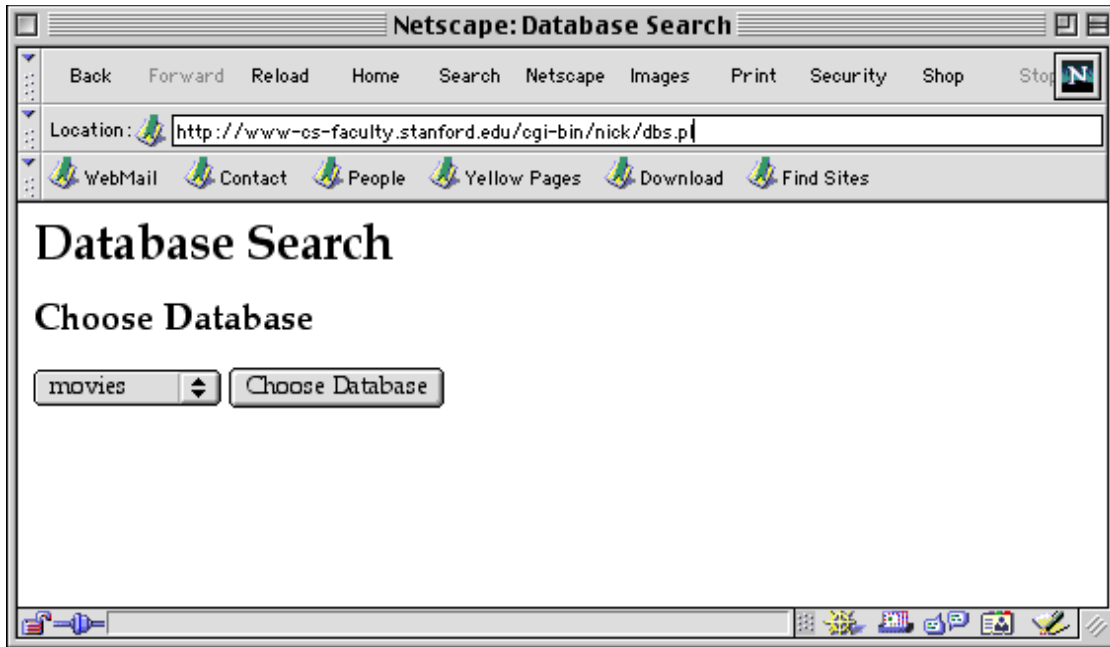 Netscape: Database Search
Back Forward Reload Home Search Netscape Images Print Security Shop Stop N
Location: http://www-cs-faculty.stanford.edu/cgi-bin/nick/dbs.pl
WebMail Contact People Yellow Pages Download Find Sites
Database Search
Choose Database
movies Choose Database